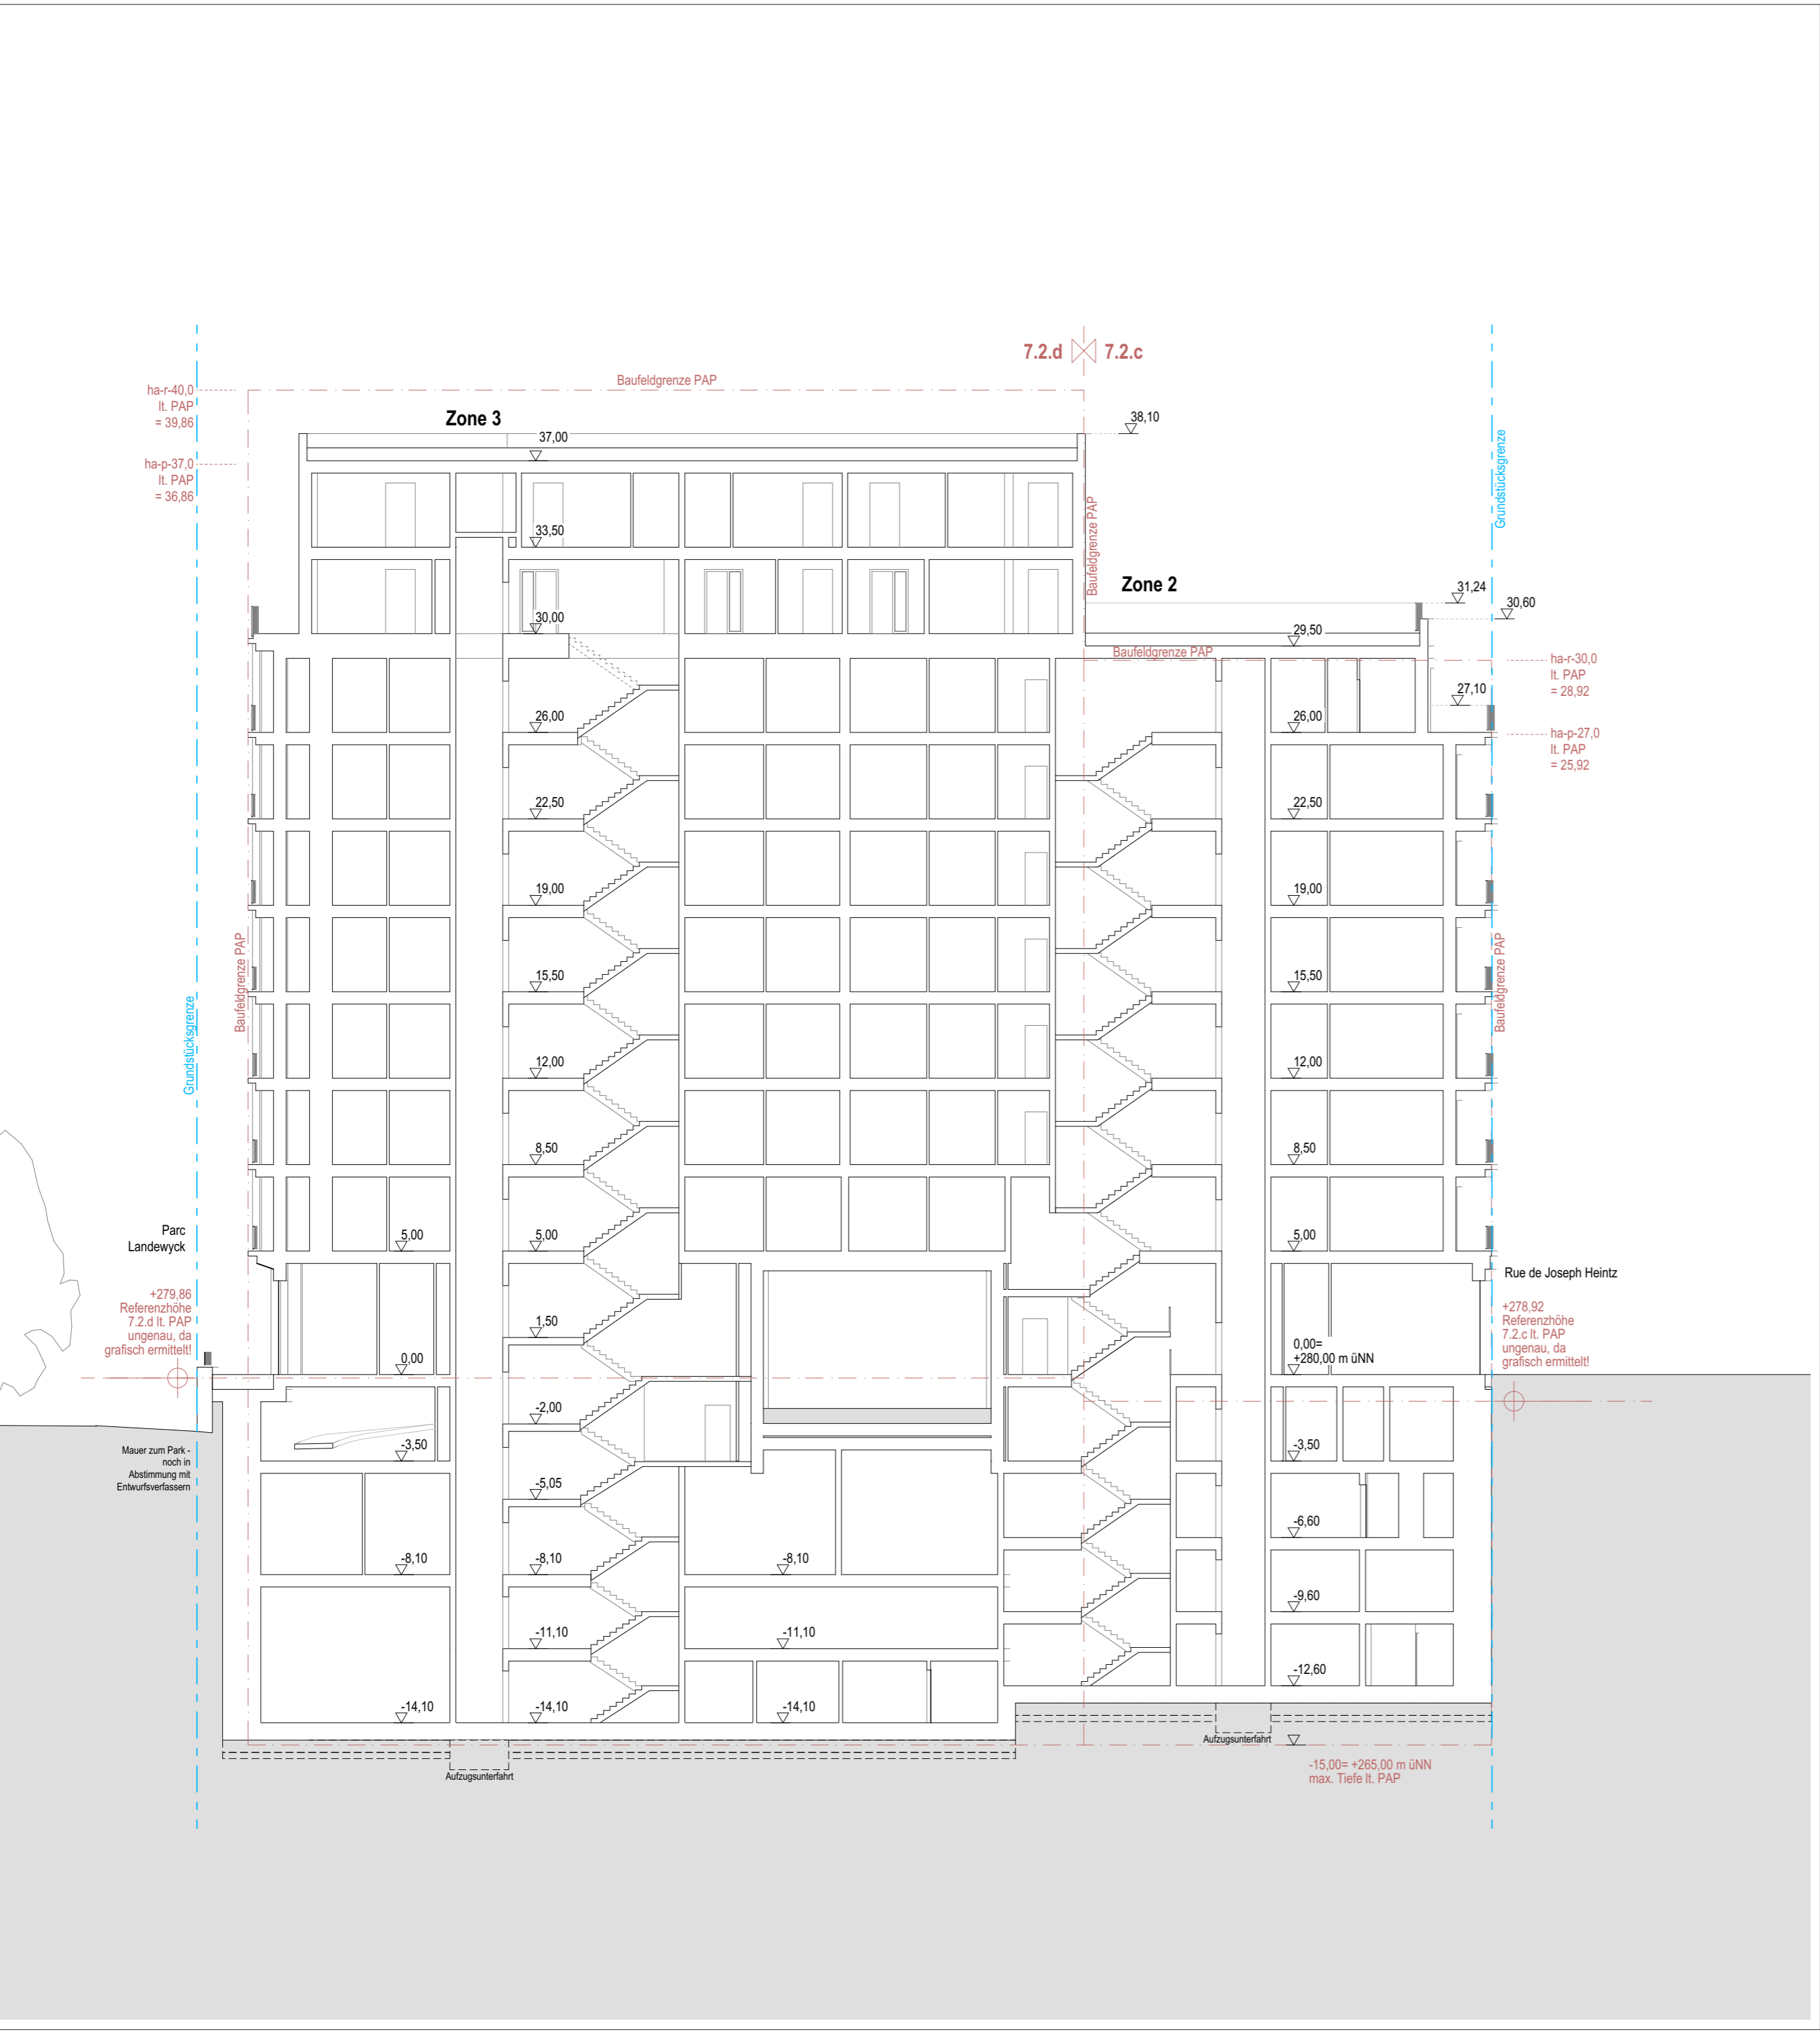 7.2.d 7.2.c
Baufeldgrenze PAP
ha-r-40,0
lt. PAP
= 39,86
Zone 3
38,10
37,00
Grundstücksgrenze
ha-p-37,0
lt. PAP
= 36,86
Baufeldgrenze PAP
33,50
Zone 2
31,24
30,60
30,00
29,50
Baufeldgrenze PAP
ha-r-30,0
lt. PAP
= 28,92
27,10
26,00
26,00
ha-p-27,0
lt. PAP
= 25,92
22,50
22,50
19,00
19,00
Baufeldgrenze PAP
Baufeldgrenze PAP
15,50
15,50
Grundstücksgrenze
12,00
12,00
8,50
8,50
Parc
Landewyck
5,00
5,00
5,00
Rue de Joseph Heintz
+279,86
Referenzhöhe
7.2.d lt. PAP
ungenau, da
grafisch ermittelt!
+278,92
Referenzhöhe
7.2.c lt. PAP
ungenau, da
grafisch ermittelt!
1,50
0,00
0,00=
+280,00 m üNN
-2,00
-3,50
-3,50
Mauer zum Park -
noch in
Abstimmung mit
Entwurfsverfassern
-5,05
-6,60
-8,10
-8,10
-8,10
-9,60
-11,10
-11,10
-12,60
-14,10
-14,10
-14,10
Aufzugsunterfahrt
Aufzugsunterfahrt
-15,00= +265,00 m üNN
max. Tiefe lt. PAP